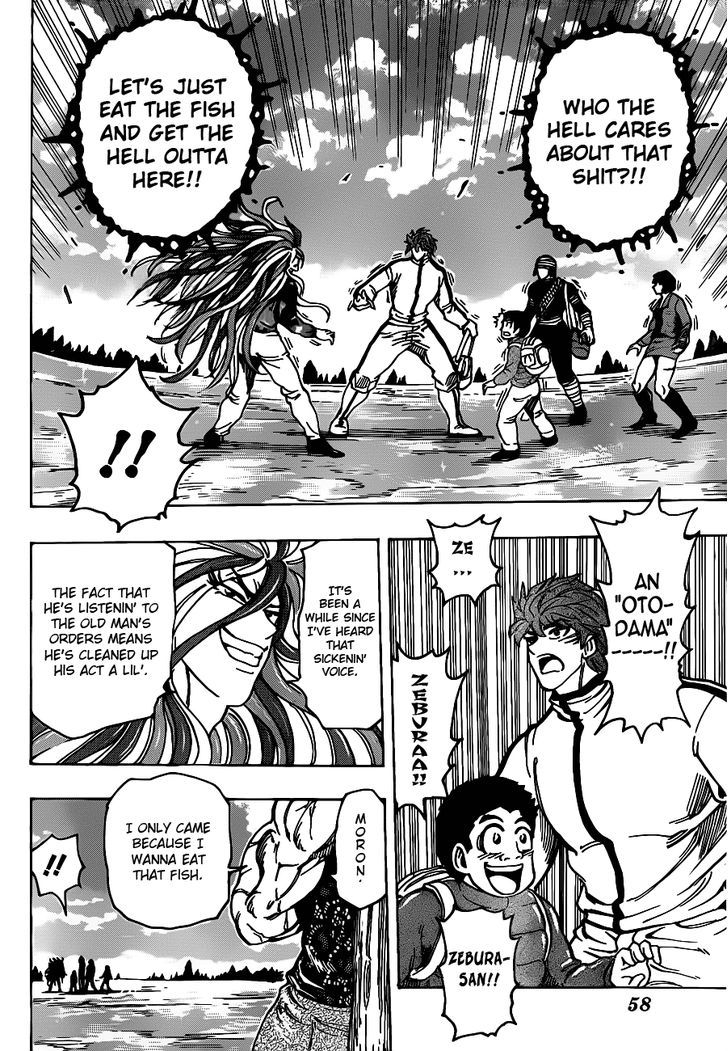 WHO THE
HELL CARES
ABOUT THAT
SHIT?!!
LET'S JUST
EAT THE FISH
AND GET THE
HELL OUTTA
HERE!!
!!
AN
"OTO-
DAMA"
-----!!
ZE
...
ZEBURAA!!
ZEBURA-
SAN!!
IT'S
BEEN A
WHILE SINCE
I'VE HEARD
THAT
SICKENIN'
VOICE.
THE FACT THAT
HE'S LISTENIN' TO
THE OLD MAN'S
ORDERS MEANS
HE'S CLEANED UP
HIS ACT A LIL'.
MORON.
I ONLY CAME
BECAUSE I
WANNA EAT
THAT FISH.
!!
58